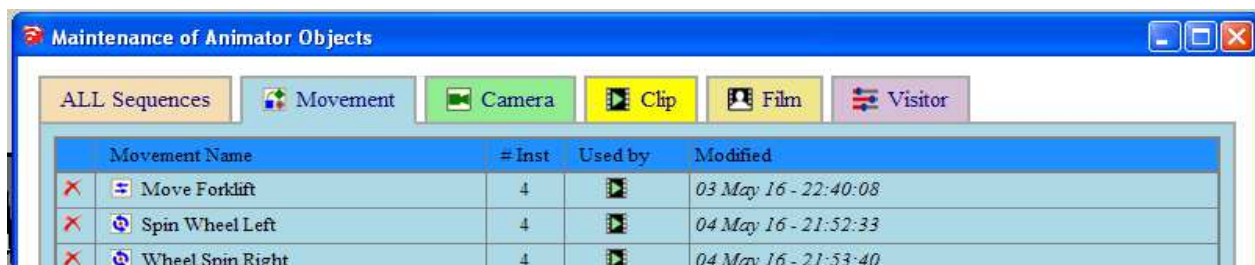 Maintenance of Animator Objects
ALL Sequences Movement Camera Clip Film Visitor
Movement Name # Inst Used by Modified
Move Forklift 4 03 May 16 - 22:40:08
Spin Wheel Left 4 04 May 16 - 21:52:33
Wheel Spin Right 4 04 May 16 - 21:53:40